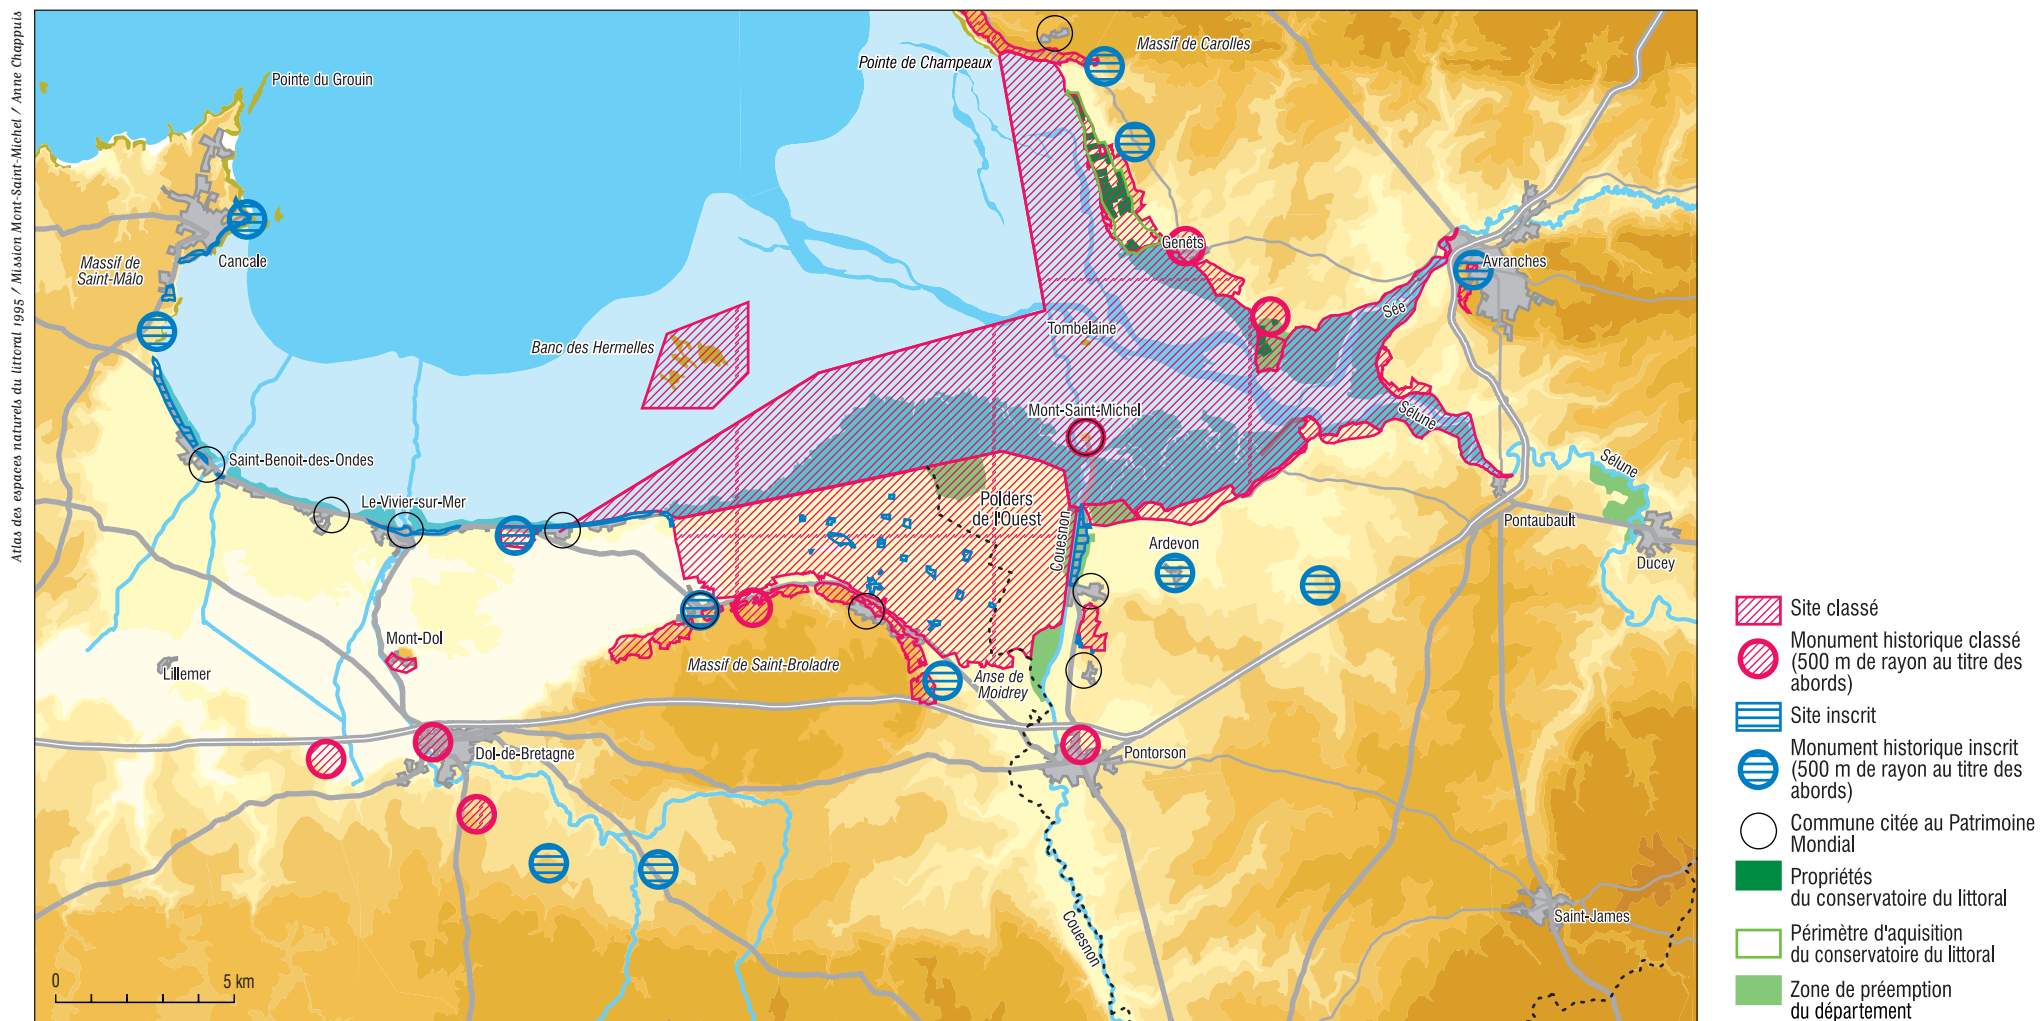 Atlas des espaces naturels du littoral 1995 / Mission Mont-Saint-Michel / Anne Chappuis
Pointe du Grouin
Pointe de Champeaux
Massif de Carolles
Massif de
Saint-Mâlo
Cancale
Genêts
Avranches
Sée
Tombelaine
Banc des Hermelles
Mont-Saint-Michel
Sélune
Sélune
Saint-Benoit-des-Ondes
Le-Vivier-sur-Mer
Polders
de l'Ouest
Couesnon
Ardevon
Pontaubault
Ducey
Mont-Dol
Lillemer
Massif de Saint-Broladre
Anse de
Moidrey
Dol-de-Bretagne
Pontorson
Couesnon
Saint-James
0
5 km
Site classé
Monument historique classé
(500 m de rayon au titre des
abords)
Site inscrit
Monument historique inscrit
(500 m de rayon au titre des
abords)
Commune citée au Patrimoine
Mondial
Propriétés
du conservatoire du littoral
Périmètre d'aquisition
du conservatoire du littoral
Zone de préemption
du département